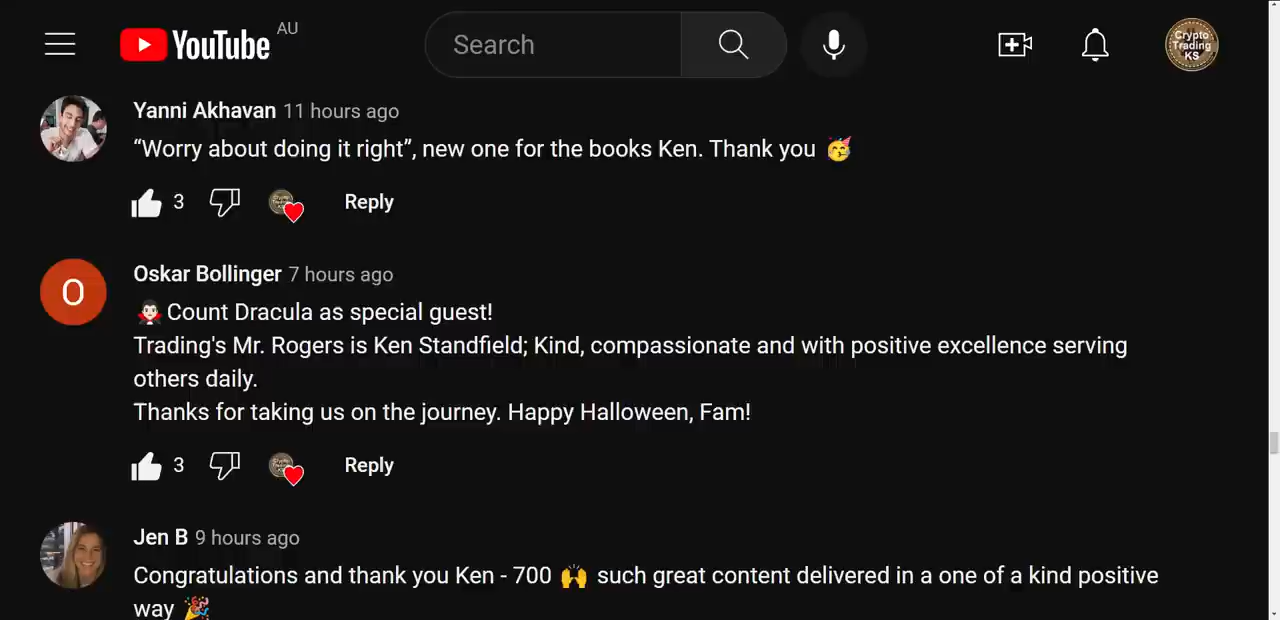 YouTube AU
Search
Crypto
Trading
KS
Yanni Akhavan 11 hours ago
“Worry about doing it right”, new one for the books Ken. Thank you 🥳
3 Reply
O
Oskar Bollinger 7 hours ago
🧛🏻‍♂️Count Dracula as special guest!
Trading's Mr. Rogers is Ken Standfield; Kind, compassionate and with positive excellence serving
others daily.
Thanks for taking us on the journey. Happy Halloween, Fam!
3 Reply
Jen B 9 hours ago
Congratulations and thank you Ken - 700 🙌 such great content delivered in a one of a kind positive
way 🎉